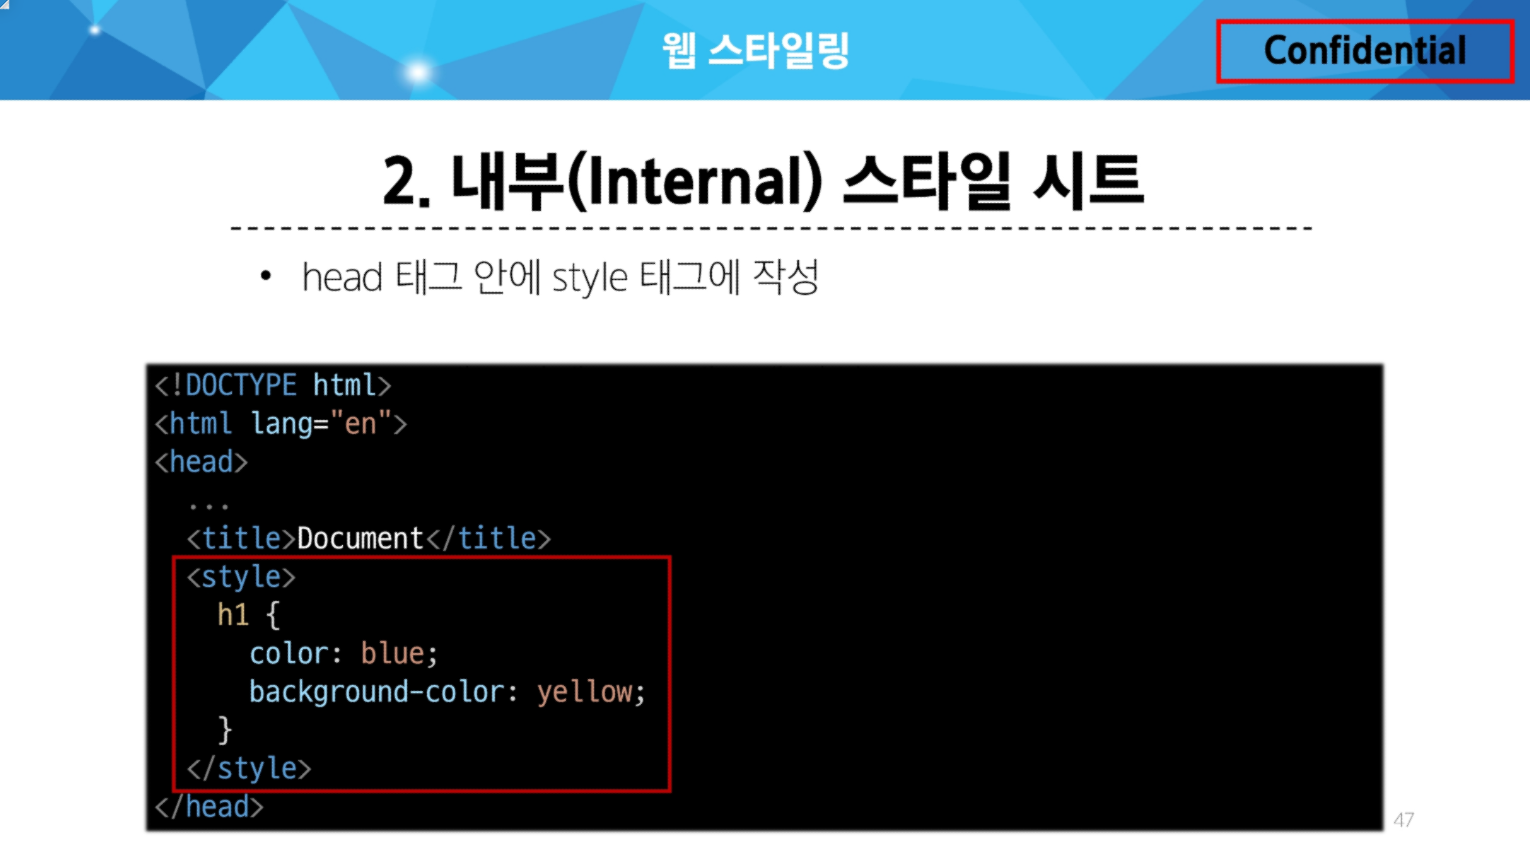 웹 스타일링
Confidential
2. 내부(Internal) 스타일 시트
• head 태그 안에 style 태그에 작성
<!DOCTYPE html>
<html lang="en">
<head>
  ...
  <title>Document</title>
  <style>
    h1 {
      color: blue;
      background-color: yellow;
    }
  </style>
</head>
47